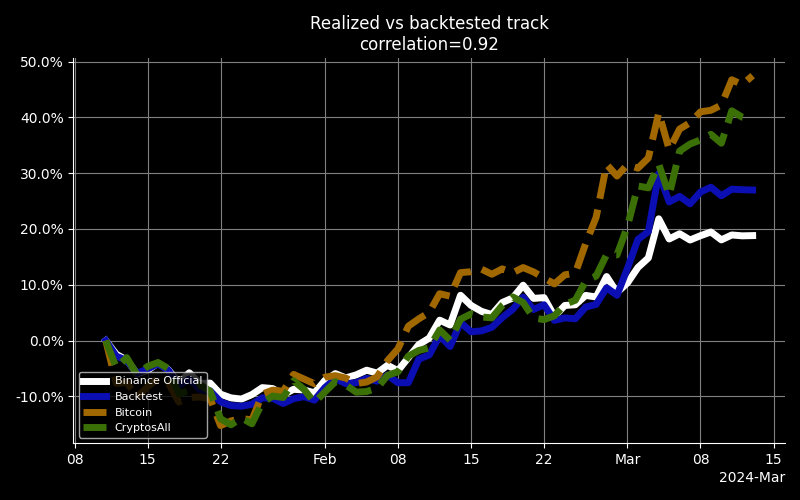 Realized vs backtested track
correlation=0.92
50.0%
40.0%
30.0%
20.0%
10.0%
0.0%
-10.0%
Binance Official
Backtest
Bitcoin
CryptosAll
08 15 22 Feb 08 15 22 Mar 08 15
2024-Mar